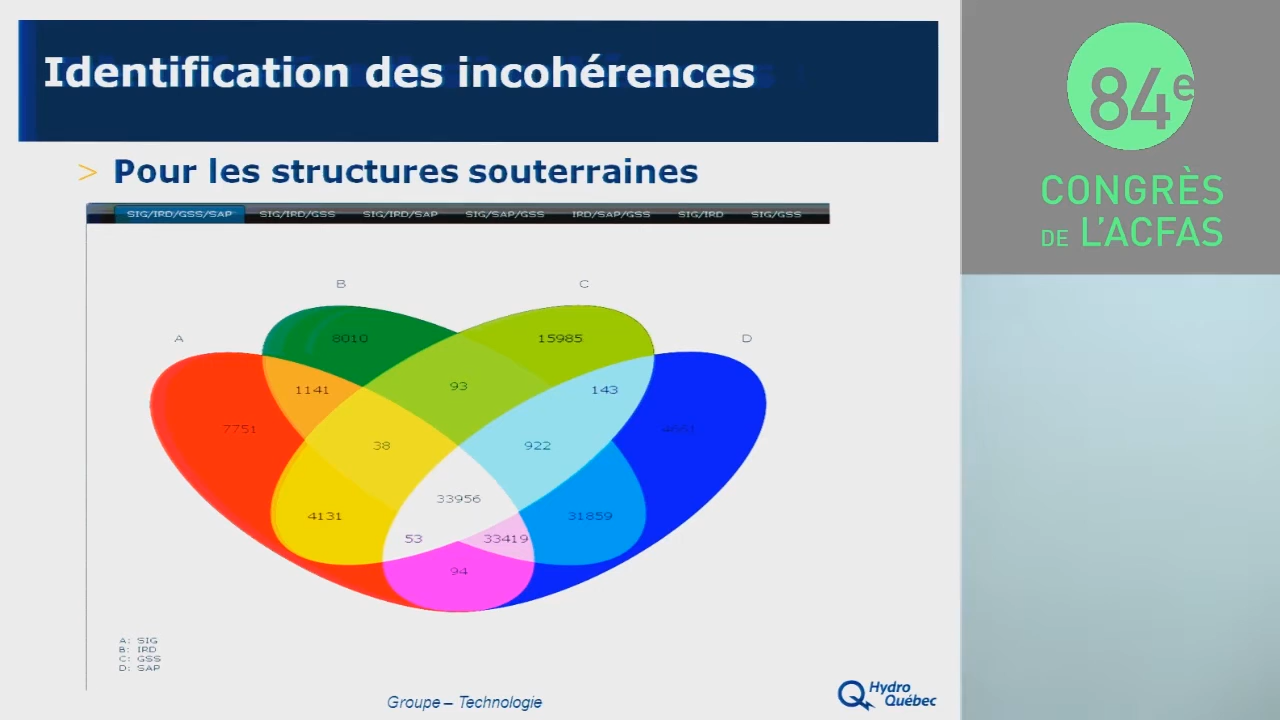 Identification des incohérences
> Pour les structures souterraines
SIG/IRD/GSS/SAP SIG/IRD/GSS SIG/IRD/SAP SIG/SAP/GSS IRD/SAP/GSS SIG/IRD SIG/GSS
B C
A D
8010 15985
1141 93 143
7751
38 922
33956
4131 31859
53 33419
94
A: SIG
B: IRD
C: GSS
D: SAP
Groupe – Technologie
Hydro
Québec
84e
CONGRÈS
DE L'ACFAS